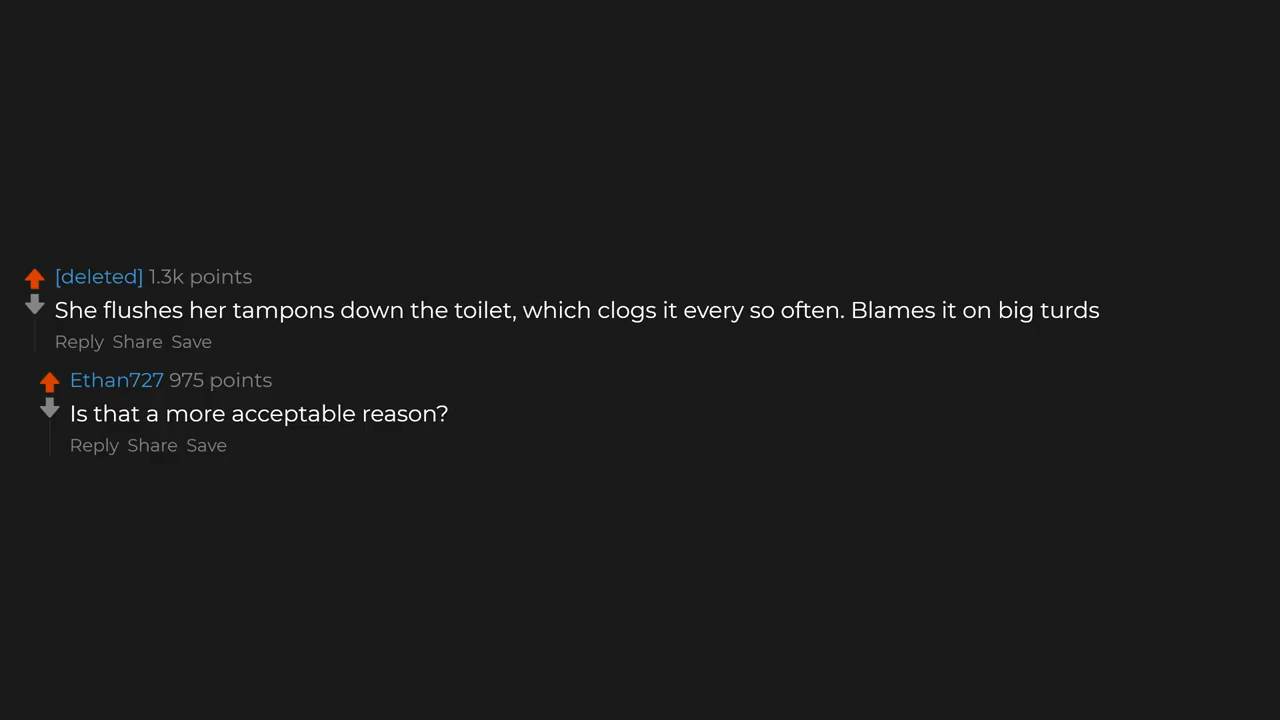 [deleted] 1.3k points
She flushes her tampons down the toilet, which clogs it every so often. Blames it on big turds
Reply Share Save
Ethan727 975 points
Is that a more acceptable reason?
Reply Share Save